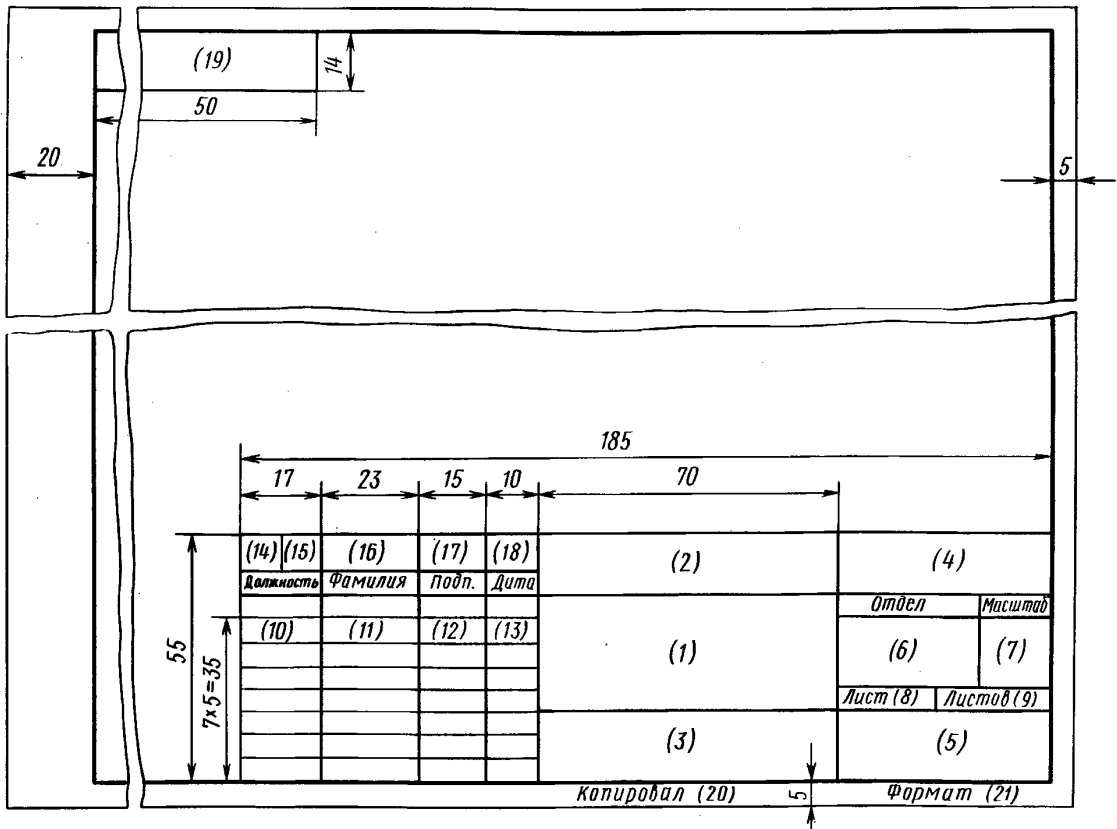 (19)
14
50
20
5
185
17 23 15 10 70
(14) (15) (16) (17) (18) (2) (4)
Должность Фамилия Подп. Дата
Отдел Масштаб
(10) (11) (12) (13) (1) (6) (7)
55
7×5=35
Лист (8) Листов (9)
(3) (5)
Копировал (20) 5 Формат (21)